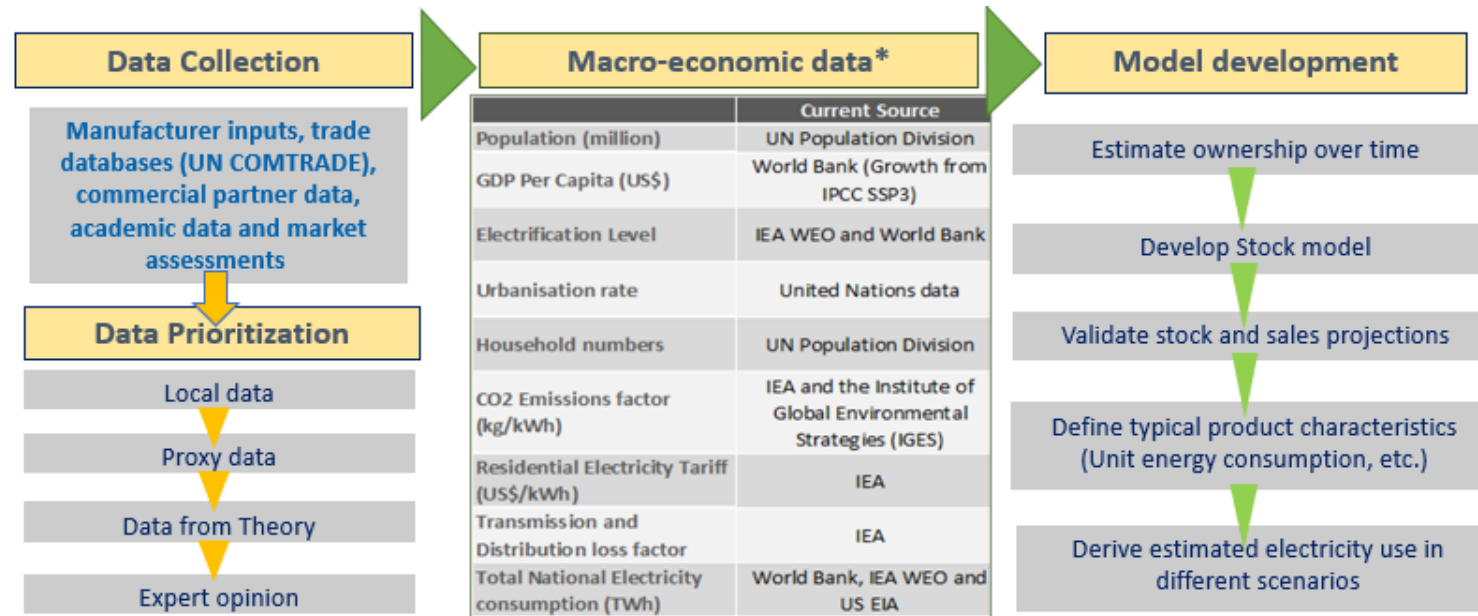 Data Collection
Manufacturer inputs, trade
databases (UN COMTRADE),
commercial partner data,
academic data and market
assessments
Data Prioritization
Local data
Proxy data
Data from Theory
Expert opinion
Macro-economic data*
Current Source
Population (million)
UN Population Division
GDP Per Capita (US$)
World Bank (Growth from
IPCC SSP3)
Electrification Level
IEA WEO and World Bank
Urbanisation rate
United Nations data
Household numbers
UN Population Division
CO2 Emissions factor
(kg/kWh)
IEA and the Institute of
Global Environmental
Strategies (IGES)
Residential Electricity Tariff
(US$/kWh)
IEA
Transmission and
Distribution loss factor
IEA
Total National Electricity
consumption (TWh)
World Bank, IEA WEO and
US EIA
Model development
Estimate ownership over time
Develop Stock model
Validate stock and sales projections
Define typical product characteristics
(Unit energy consumption, etc.)
Derive estimated electricity use in
different scenarios